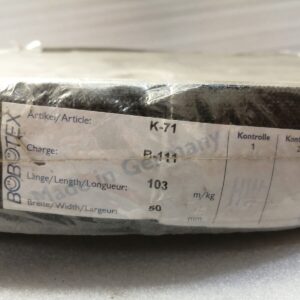 BOBOTEX
Artikel/Article: K-71 Kontrolle
1
Charge: B-111
Länge/Length/Longueur: 103 m/kg
Breite/Width/Largeur: 50 mm
Made in Germany